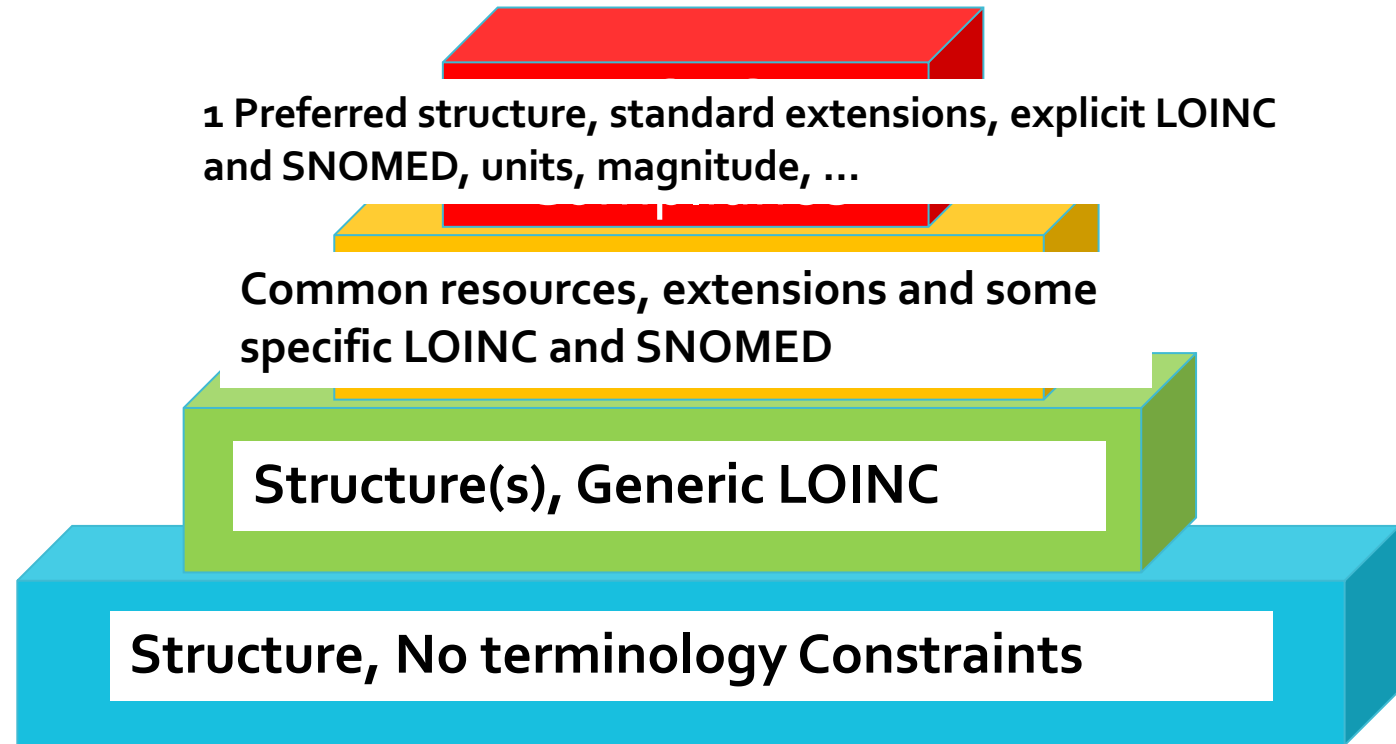 1 Preferred structure, standard extensions, explicit LOINC
and SNOMED, units, magnitude, ...
Common resources, extensions and some
specific LOINC and SNOMED
Structure(s), Generic LOINC
Structure, No terminology Constraints